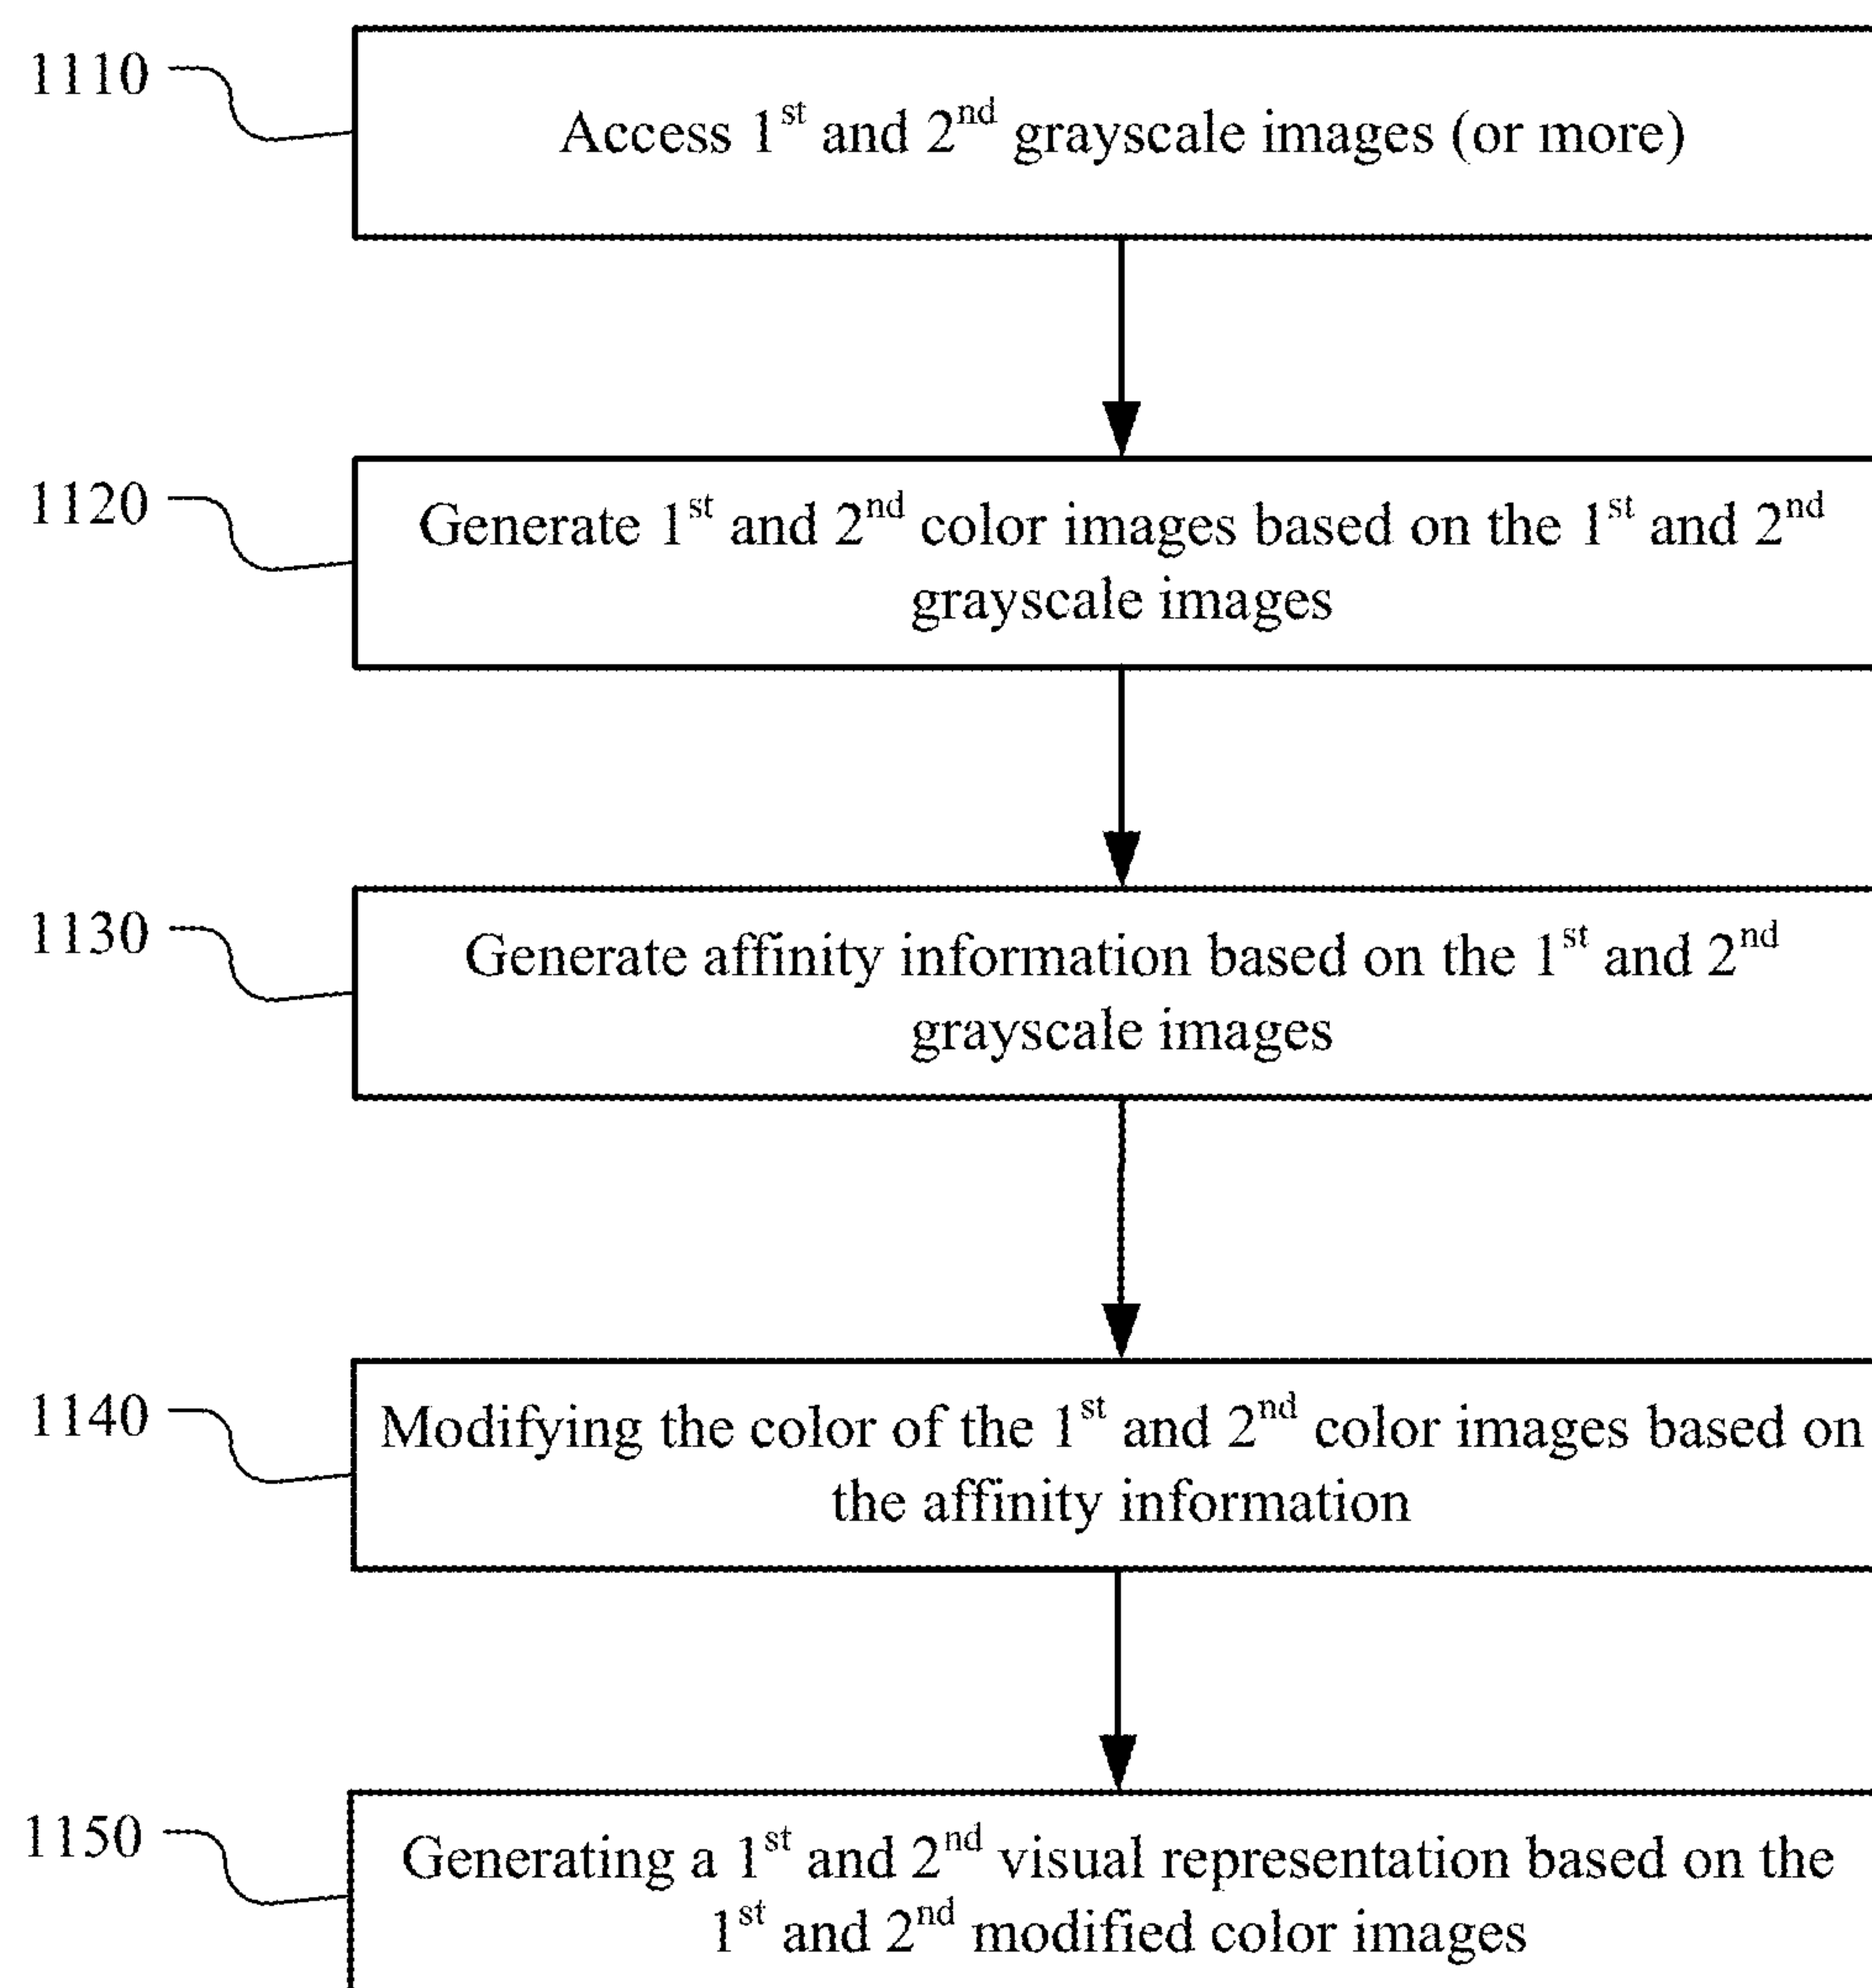 1110
Access 1st and 2nd grayscale images (or more)
1120
Generate 1st and 2nd color images based on the 1st and 2nd
grayscale images
1130
Generate affinity information based on the 1st and 2nd
grayscale images
1140
Modifying the color of the 1st and 2nd color images based on
the affinity information
1150
Generating a 1st and 2nd visual representation based on the
1st and 2nd modified color images